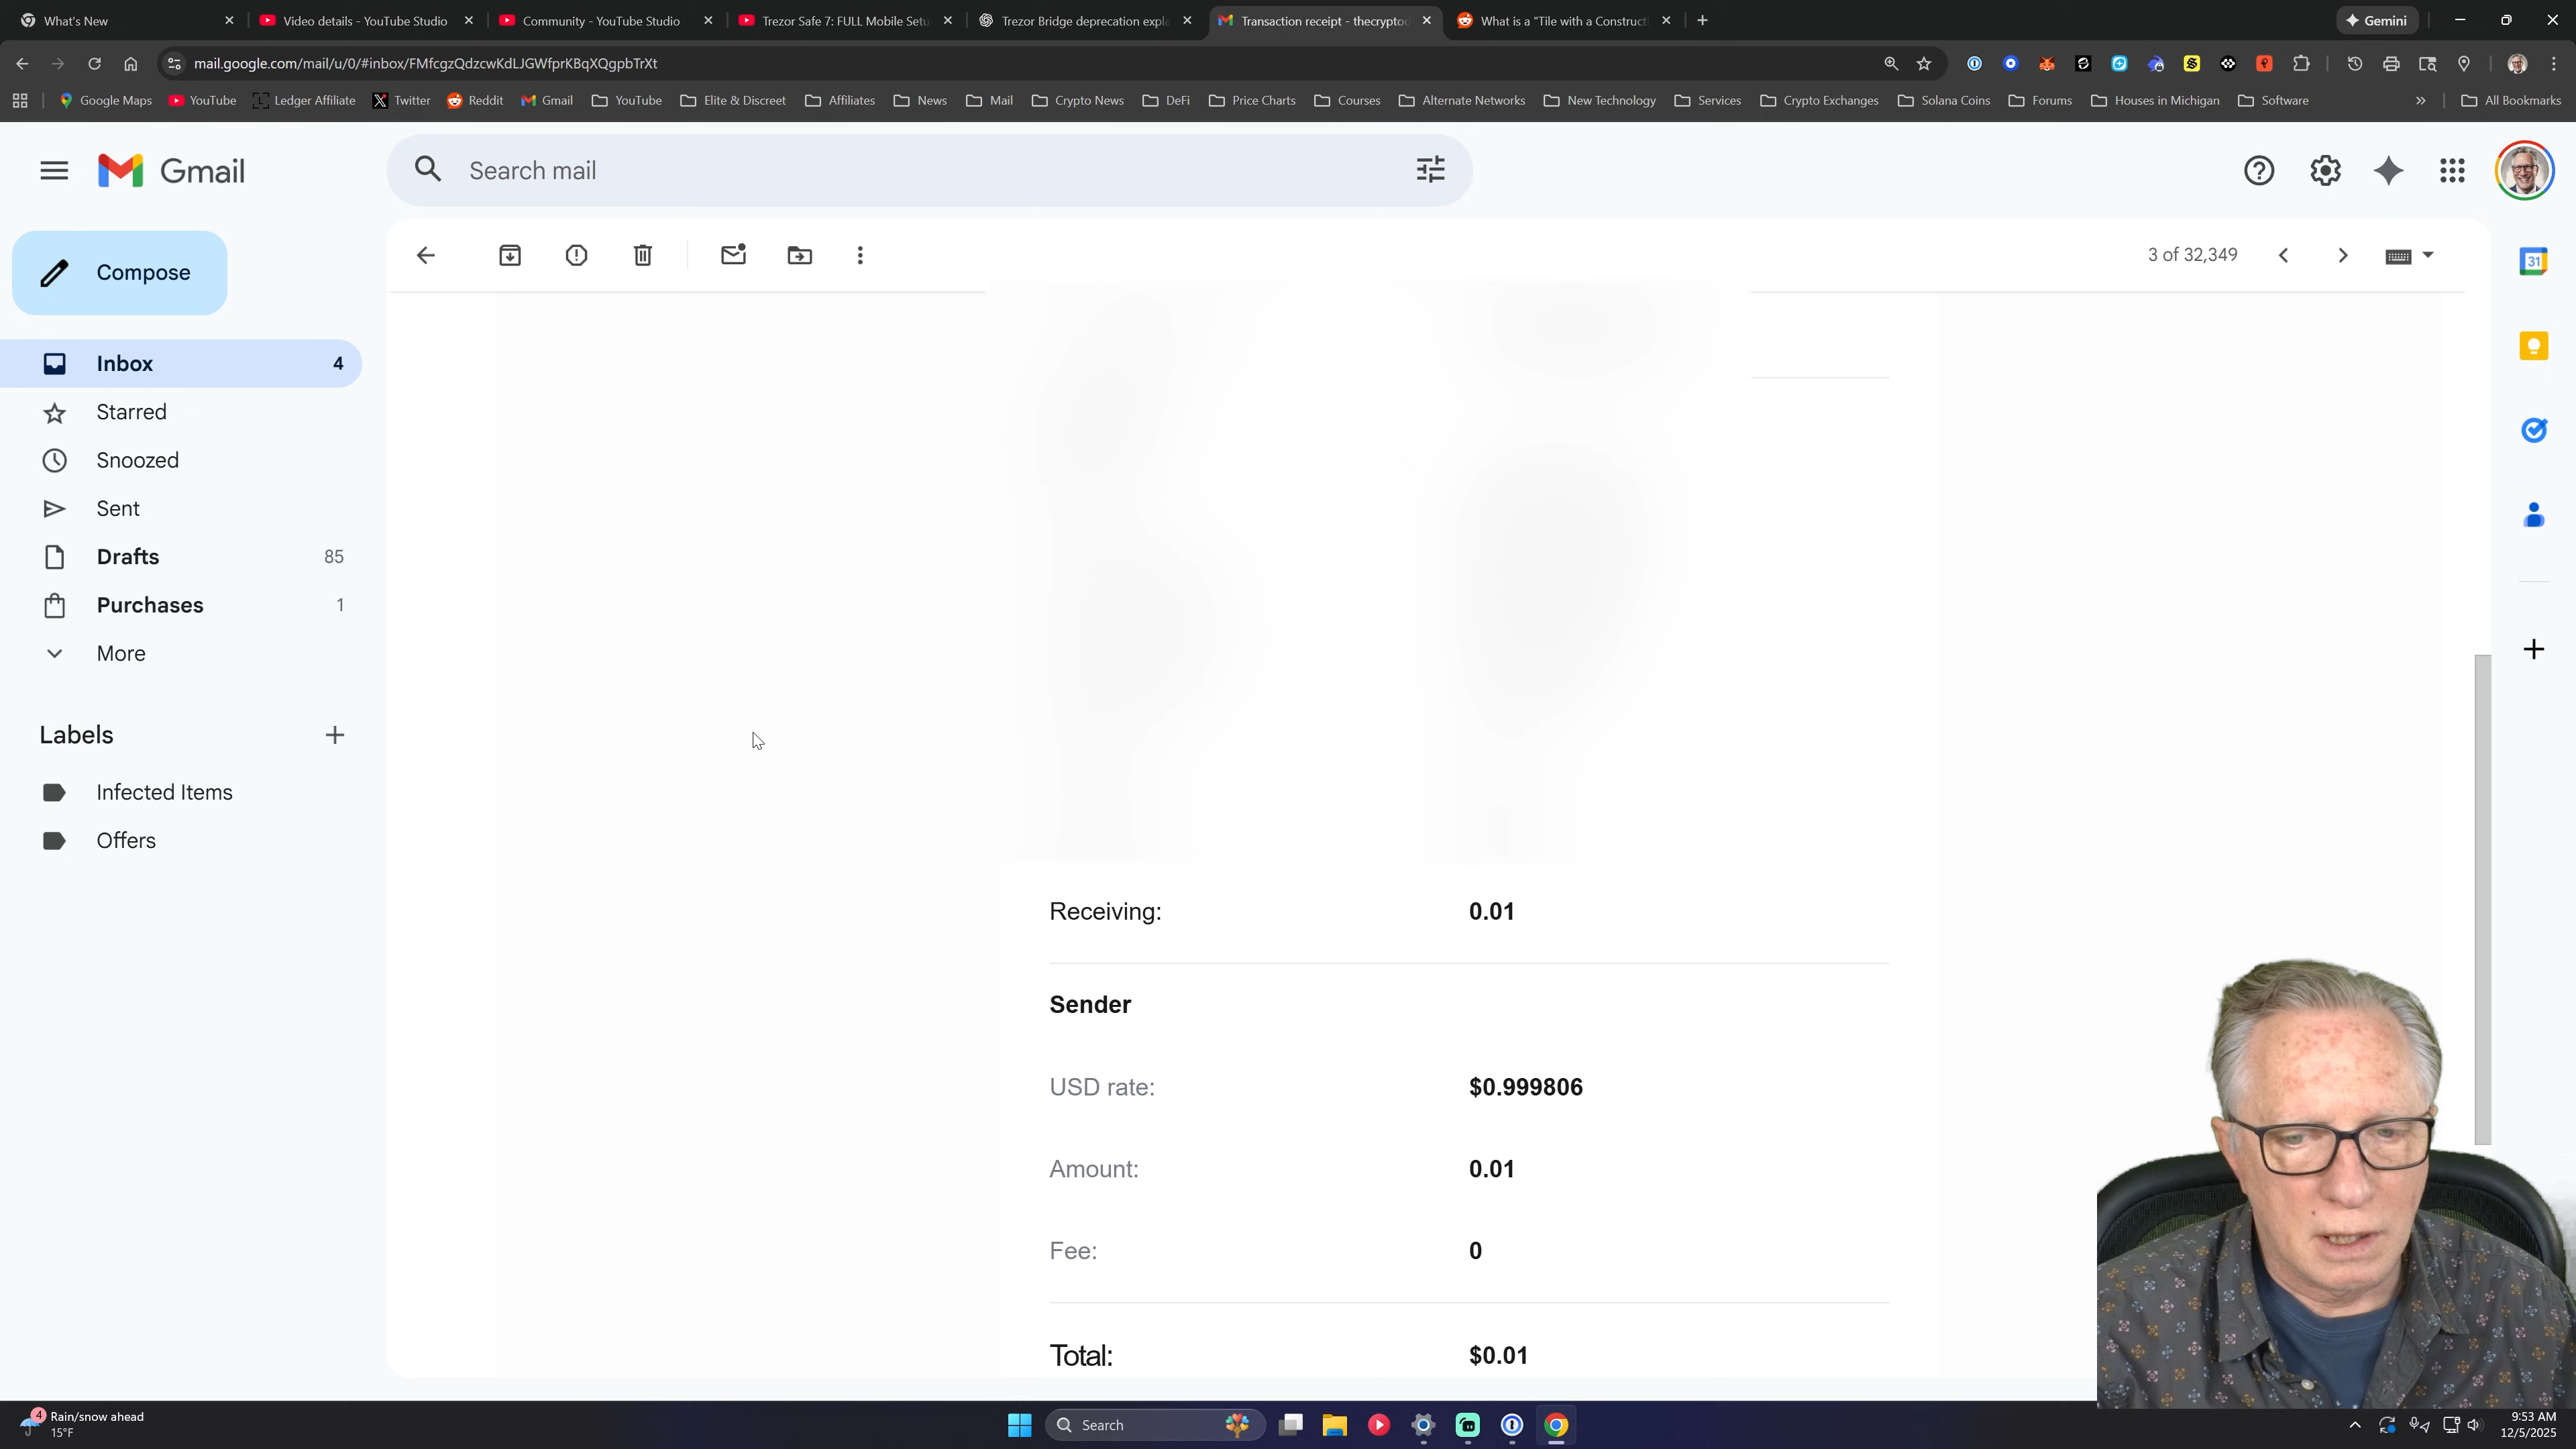 What's New
Video details - YouTube Studio
Community - YouTube Studio
Trezor Safe 7: FULL Mobile Setu
Trezor Bridge deprecation expla
Transaction receipt - thecryptod
What is a "Tile with a Constructi
Gemini
mail.google.com/mail/u/0/#inbox/FMfcgzQdzcwKdLJGWfprKBqXQgpbTrXt
Google Maps
YouTube
Ledger Affiliate
Twitter
Reddit
Gmail
YouTube
Elite & Discreet
Affiliates
News
Mail
Crypto News
DeFi
Price Charts
Courses
Alternate Networks
New Technology
Services
Crypto Exchanges
Solana Coins
Forums
Houses in Michigan
Software
»
All Bookmarks
Gmail
Search mail
Compose
3 of 32,349
31
Inbox 4
Starred
Snoozed
Sent
Drafts 85
Purchases 1
More
Labels
Infected Items
Offers
Receiving: 0.01
Sender
USD rate: $0.999806
Amount: 0.01
Fee: 0
Total: $0.01
4
Rain/snow ahead
15°F
Search
9:53 AM
12/5/2025